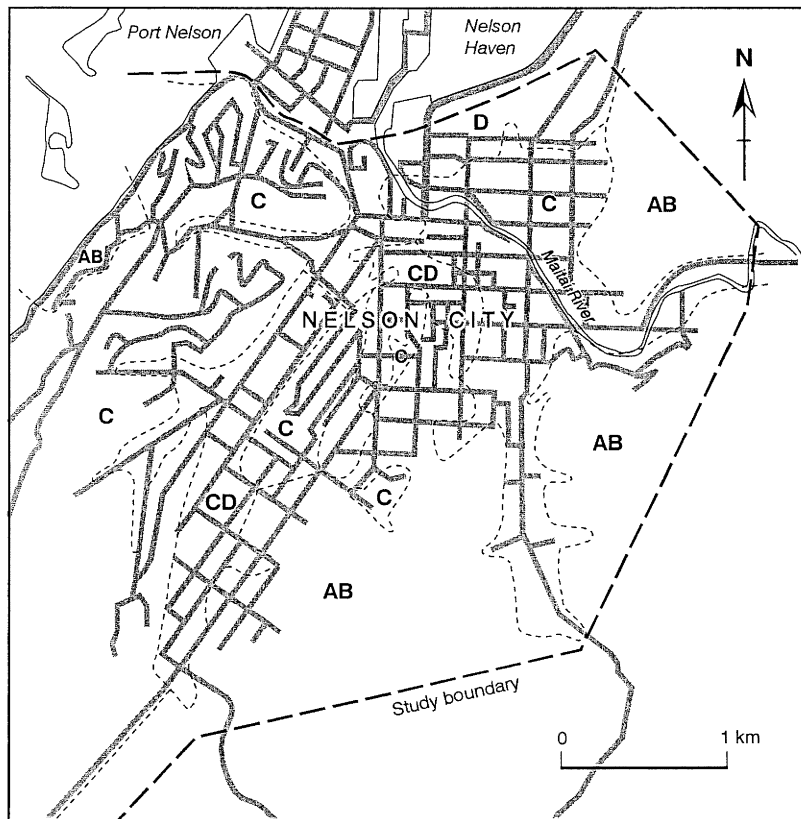 Port Nelson
Nelson
Haven
N
D
C
C
AB
AB
CD
Maitai River
NELSON CITY
C
C
C
AB
C
CD
AB
Study boundary
0 1 km